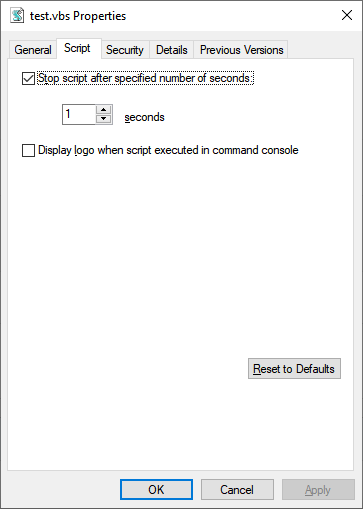 test.vbs Properties
General Script Security Details Previous Versions
Stop script after specified number of seconds:
1 seconds
Display logo when script executed in command console
Reset to Defaults
OK Cancel Apply